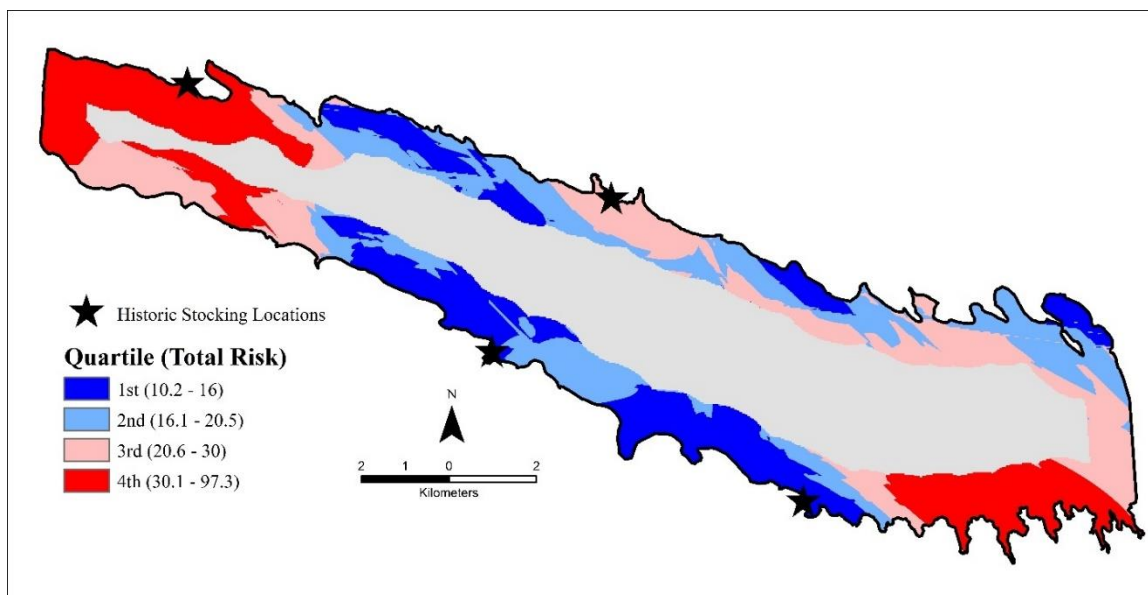 Historic Stocking Locations
Quartile (Total Risk)
1st (10.2 - 16)
2nd (16.1 - 20.5)
3rd (20.6 - 30)
4th (30.1 - 97.3)
N
2 1 0 2
Kilometers